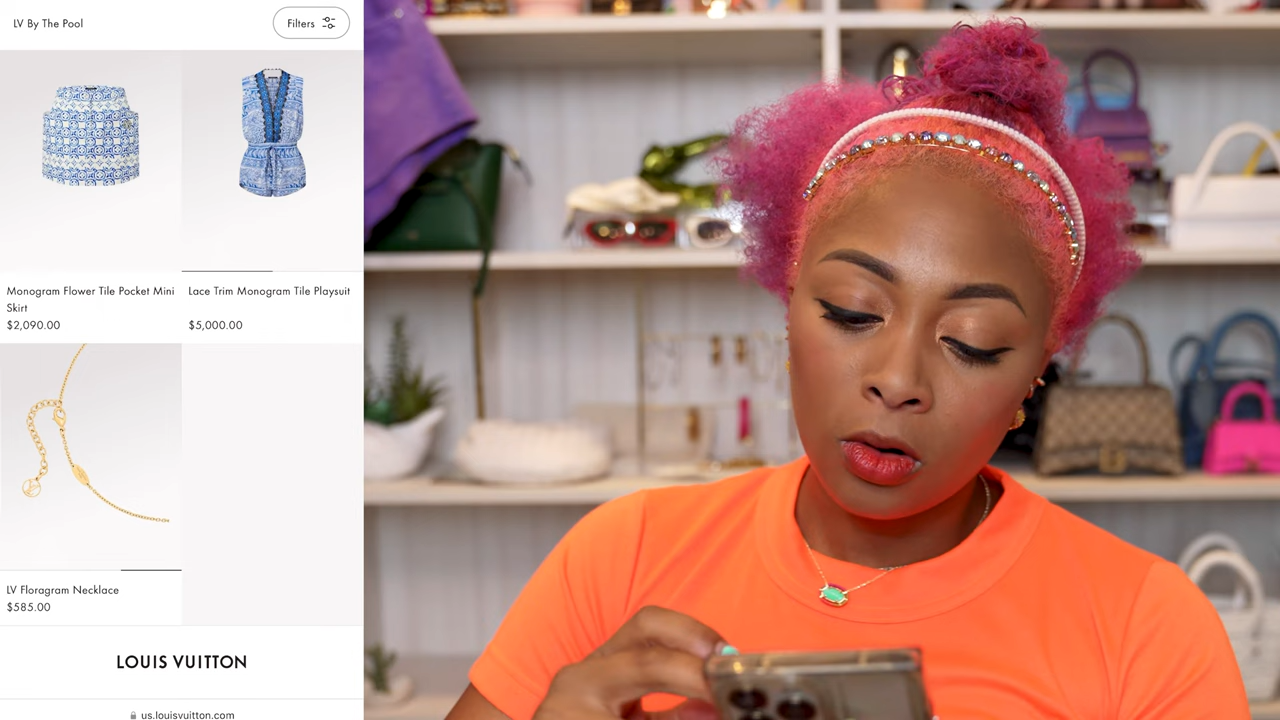 LV By The Pool
Filters
Monogram Flower Tile Pocket Mini
Skirt
$2,090.00
Lace Trim Monogram Tile Playsuit
$5,000.00
LV Floragram Necklace
$585.00
LOUIS VUITTON
us.louisvuitton.com